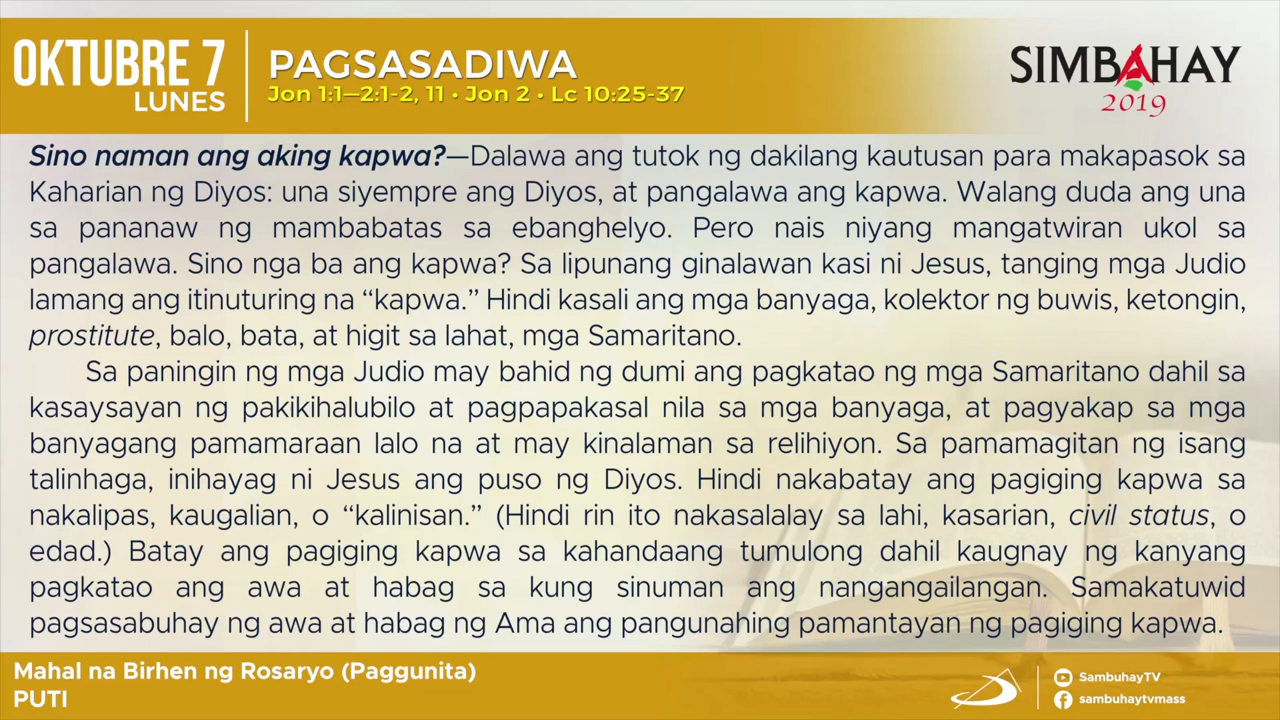 OKTUBRE 7
LUNES
PAGSASADIWA
Jon 1:1—2:1-2, 11 • Jon 2 • Lc 10:25-37
SIMBAHAY
2019
Sino naman ang aking kapwa?—Dalawa ang tutok ng dakilang kautusan para makapasok sa
Kaharian ng Diyos: una siyempre ang Diyos, at pangalawa ang kapwa. Walang duda ang una
sa pananaw ng mambabatas sa ebanghelyo. Pero nais niyang mangatwiran ukol sa
pangalawa. Sino nga ba ang kapwa? Sa lipunang ginalawan kasi ni Jesus, tanging mga Judio
lamang ang itinuturing na “kapwa.” Hindi kasali ang mga banyaga, kolektor ng buwis, ketongin,
prostitute, balo, bata, at higit sa lahat, mga Samaritano.
Sa paningin ng mga Judio may bahid ng dumi ang pagkatao ng mga Samaritano dahil sa
kasaysayan ng pakikihalubilo at pagpapakasal nila sa mga banyaga, at pagyakap sa mga
banyagang pamamaraan lalo na at may kinalaman sa relihiyon. Sa pamamagitan ng isang
talinhaga, inihayag ni Jesus ang puso ng Diyos. Hindi nakabatay ang pagiging kapwa sa
nakalipas, kaugalian, o “kalinisan.” (Hindi rin ito nakasalalay sa lahi, kasarian, civil status, o
edad.) Batay ang pagiging kapwa sa kahandaang tumulong dahil kaugnay ng kanyang
pagkatao ang awa at habag sa kung sinuman ang nangangailangan. Samakatuwid
pagsasabuhay ng awa at habag ng Ama ang pangunahing pamantayan ng pagiging kapwa.
Mahal na Birhen ng Rosaryo (Paggunita)
PUTI
SambuhayTV
sambuhaytvmass